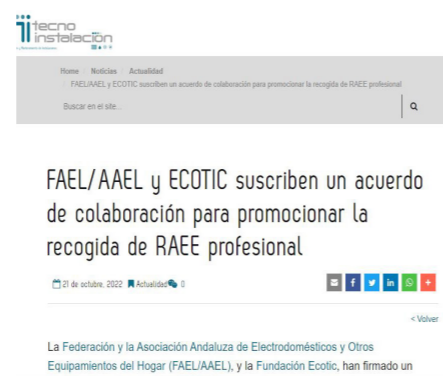 tecno
instalación
Home Noticias Actualidad
FAEL/AAEL y ECOTIC suscriben un acuerdo de colaboración para promocionar la recogida de RAEE profesional
Buscar en el site...
FAEL/AAEL y ECOTIC suscriben un acuerdo
de colaboración para promocionar la
recogida de RAEE profesional
21 de octubre, 2022 Actualidad 0
< Volver
La Federación y la Asociación Andaluza de Electrodomésticos y Otros
Equipamientos del Hogar (FAEL/AAEL), y la Fundación Ecotic, han firmado un